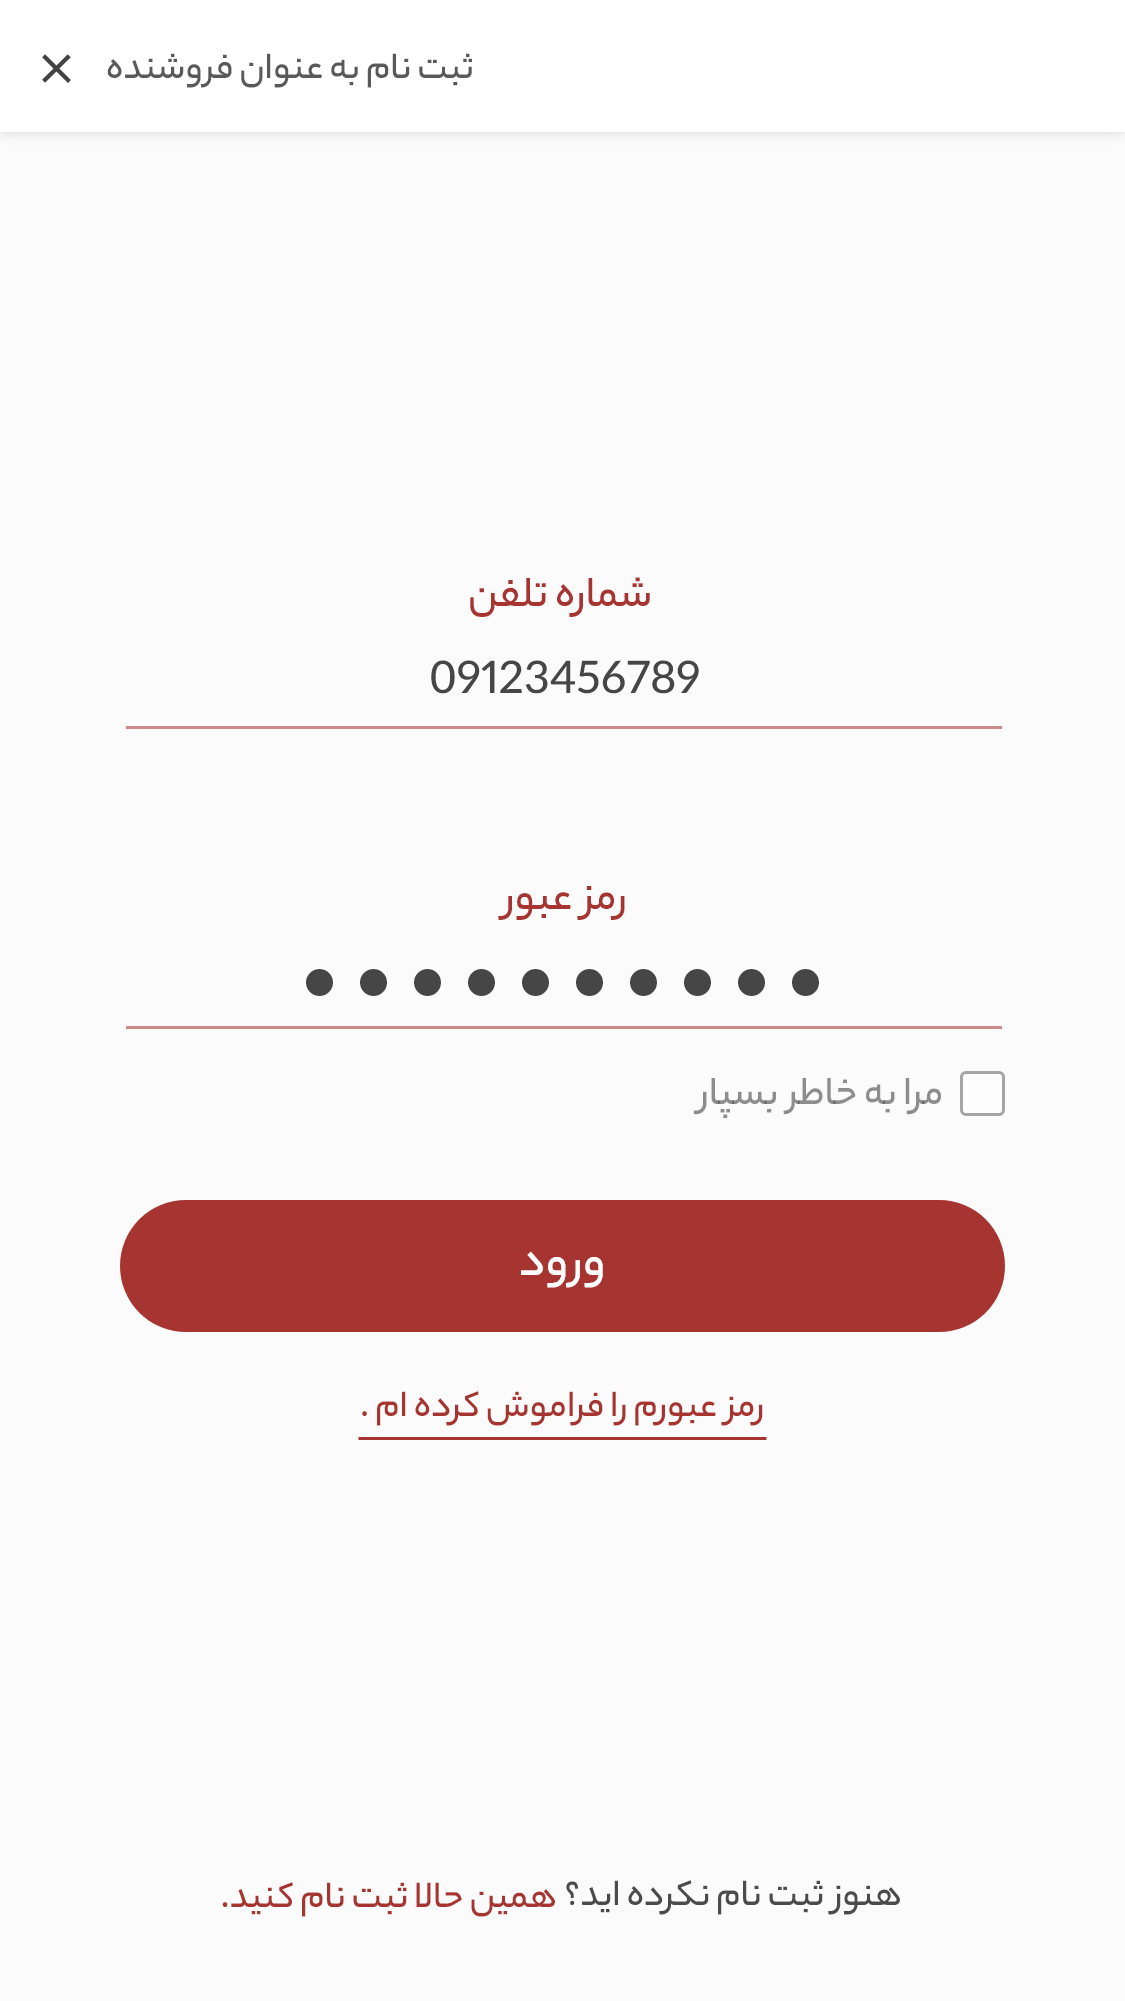 ثبت نام به عنوان فروشنده
شماره تلفن
09123456789
رمز عبور
مرا به خاطر بسپار
ورود
رمز عبورم را فراموش کرده ام .
هنوز ثبت نام نکرده اید؟ همین حالا ثبت نام کنید.